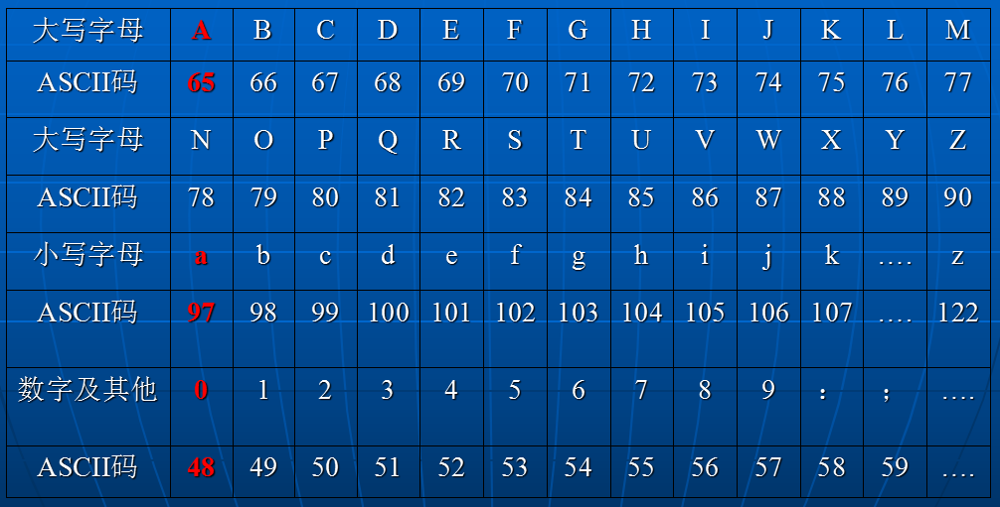 大写字母 A B C D E F G H I J K L M
ASCII码 65 66 67 68 69 70 71 72 73 74 75 76 77
大写字母 N O P Q R S T U V W X Y Z
ASCII码 78 79 80 81 82 83 84 85 86 87 88 89 90
小写字母 a b c d e f g h i j k …. z
ASCII码 97 98 99 100 101 102 103 104 105 106 107 …. 122
数字及其他 0 1 2 3 4 5 6 7 8 9 ： ； ….
ASCII码 48 49 50 51 52 53 54 55 56 57 58 59 ….